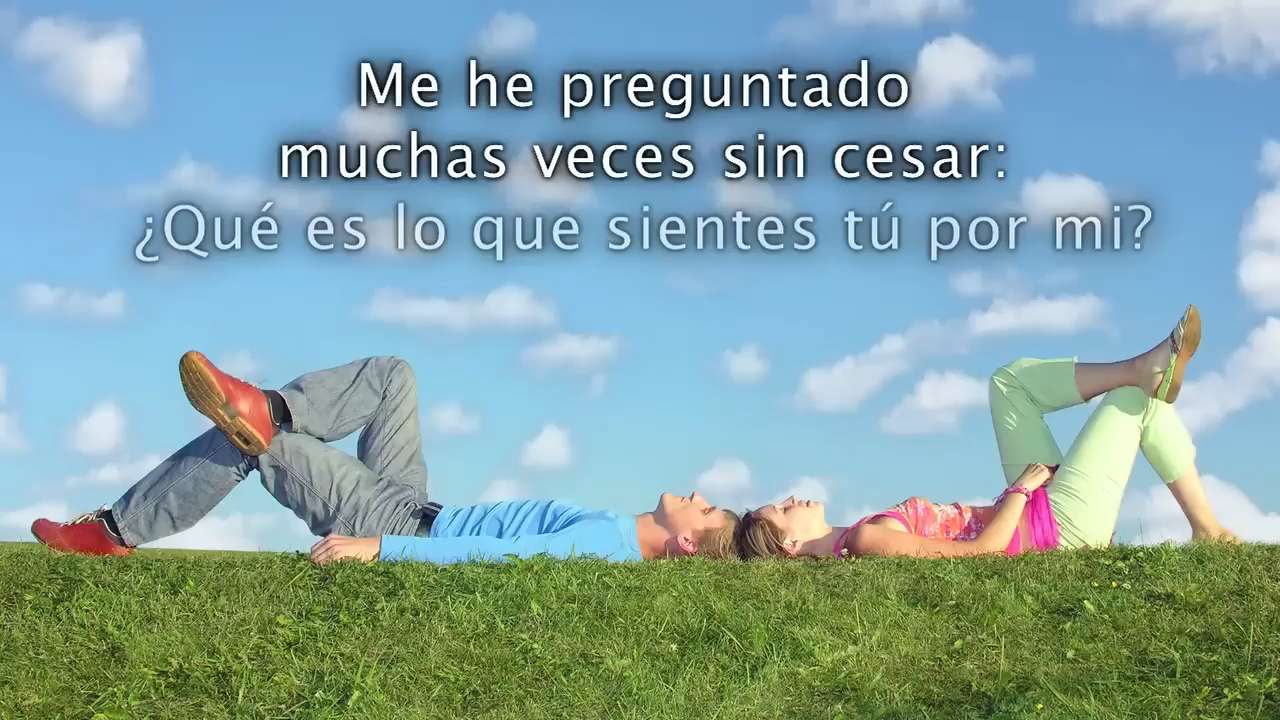 Me he preguntado
muchas veces sin cesar:
¿Qué es lo que sientes tú por mi?